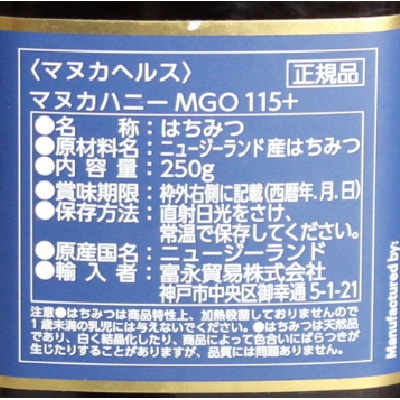 〈マヌカヘルス〉 正規品
マヌカハニー MGO 115+
●名　　称：はちみつ
●原材料名：ニュージーランド産はちみつ
●内 容 量：250g
●賞味期限：枠外右側に記載(西暦年．月．日)
●保存方法：直射日光をさけ、
常温で保存してください。
●原産国名：ニュージーランド
●輸 入 者：富永貿易株式会社
神戸市中央区御幸通 5-1-21
注意●はちみつは商品特性上、加熱殺菌しておりませんので
1歳未満の乳児には与えないでください。●はちみつは天然品
であり、白く結晶化したり、商品によって色合いにばらつきが
生じたりすることがありますが、品質には問題ありません。
Manufactured by: